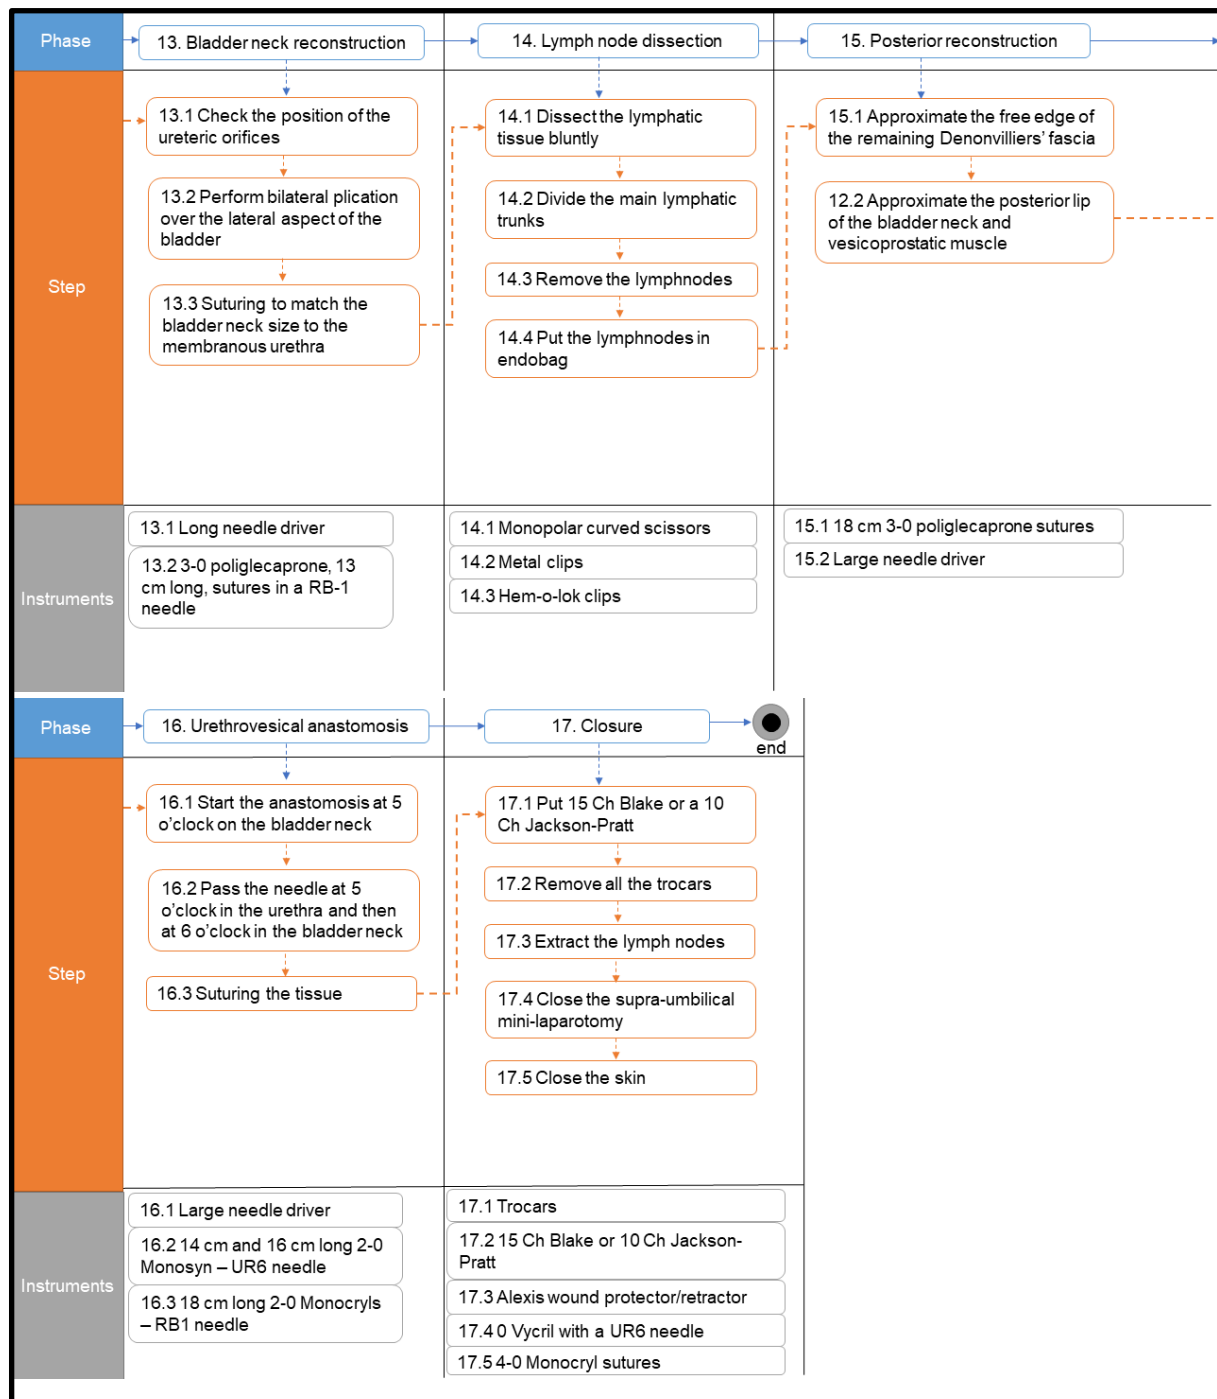 Phase
13. Bladder neck reconstruction
14. Lymph node dissection
15. Posterior reconstruction
Step
13.1 Check the position of the
ureteric orifices
13.2 Perform bilateral plication
over the lateral aspect of the
bladder
13.3 Suturing to match the
bladder neck size to the
membranous urethra
14.1 Dissect the lymphatic
tissue bluntly
14.2 Divide the main lymphatic
trunks
14.3 Remove the lymphnodes
14.4 Put the lymphnodes in
endobag
15.1 Approximate the free edge of
the remaining Denonvilliers' fascia
12.2 Approximate the posterior lip
of the bladder neck and
vesicoprostatic muscle
Instruments
13.1 Long needle driver
13.2 3-0 poliglecaprone, 13
cm long, sutures in a RB-1
needle
14.1 Monopolar curved scissors
14.2 Metal clips
14.3 Hem-o-lok clips
15.1 18 cm 3-0 poliglecaprone sutures
15.2 Large needle driver
Phase
16. Urethrovesical anastomosis
17. Closure
end
Step
16.1 Start the anastomosis at 5
o'clock on the bladder neck
16.2 Pass the needle at 5
o'clock in the urethra and then
at 6 o'clock in the bladder neck
16.3 Suturing the tissue
17.1 Put 15 Ch Blake or a 10
Ch Jackson-Pratt
17.2 Remove all the trocars
17.3 Extract the lymph nodes
17.4 Close the supra-umbilical
mini-laparotomy
17.5 Close the skin
Instruments
16.1 Large needle driver
16.2 14 cm and 16 cm long 2-0
Monosyn – UR6 needle
16.3 18 cm long 2-0 Monocryls
– RB1 needle
17.1 Trocars
17.2 15 Ch Blake or 10 Ch Jackson-
Pratt
17.3 Alexis wound protector/retractor
17.4 0 Vycril with a UR6 needle
17.5 4-0 Monocryl sutures